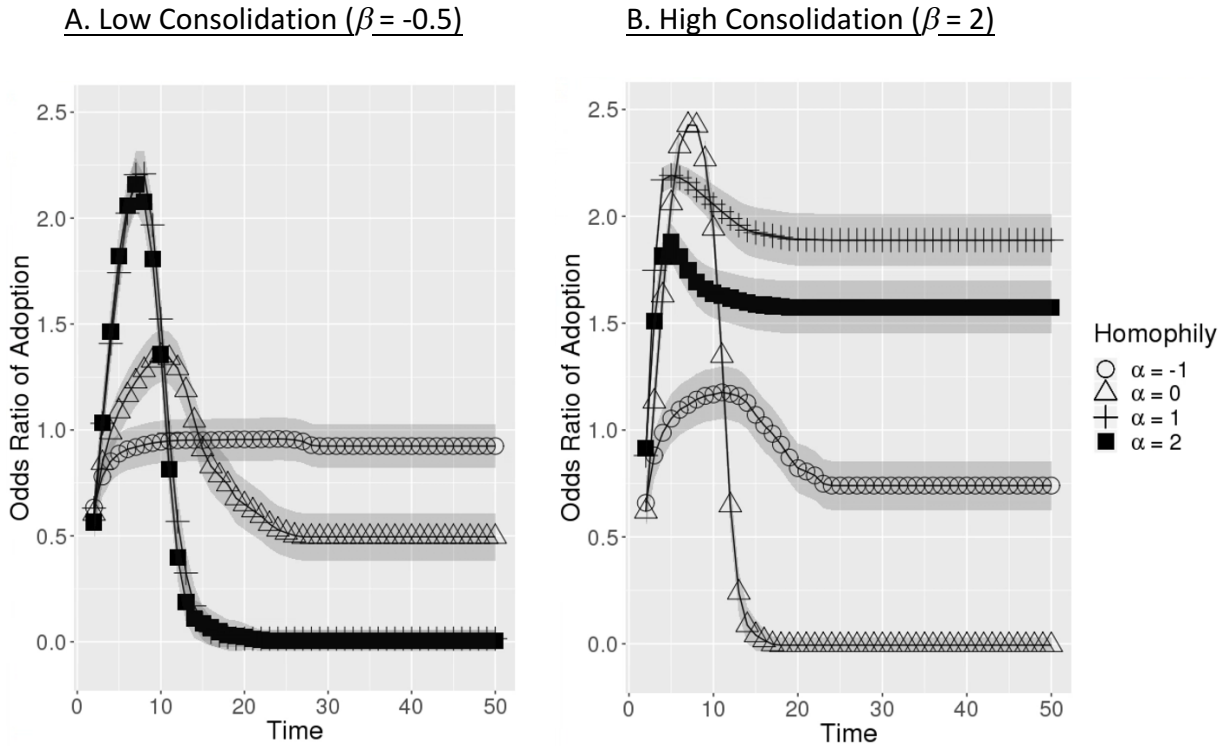 A. Low Consolidation (β = -0.5)
B. High Consolidation (β = 2)
Odds Ratio of Adoption
2.5
2.0
1.5
1.0
0.5
0.0
0
10
20
30
40
50
Time
Odds Ratio of Adoption
2.5
2.0
1.5
1.0
0.5
0.0
0
10
20
30
40
50
Time
Homophily
α = -1
α = 0
α = 1
α = 2